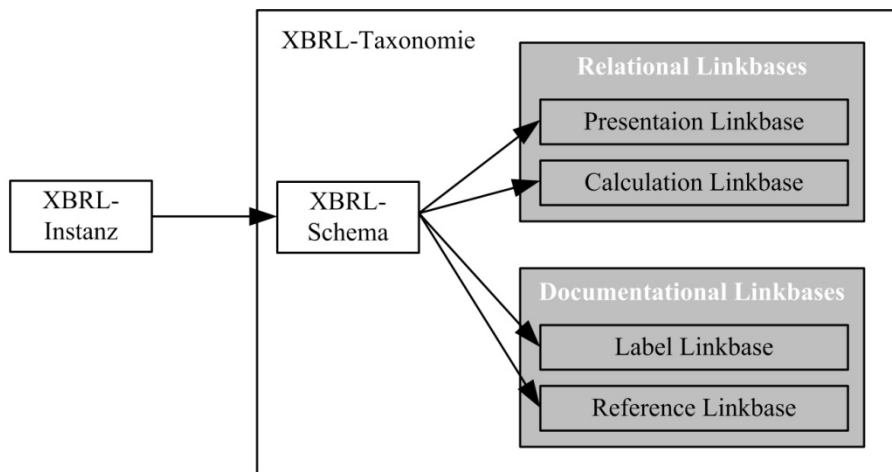 XBRL-Taxonomie
Relational Linkbases
Presentaion Linkbase
Calculation Linkbase
XBRL-
Instanz
XBRL-
Schema
Documentational Linkbases
Label Linkbase
Reference Linkbase